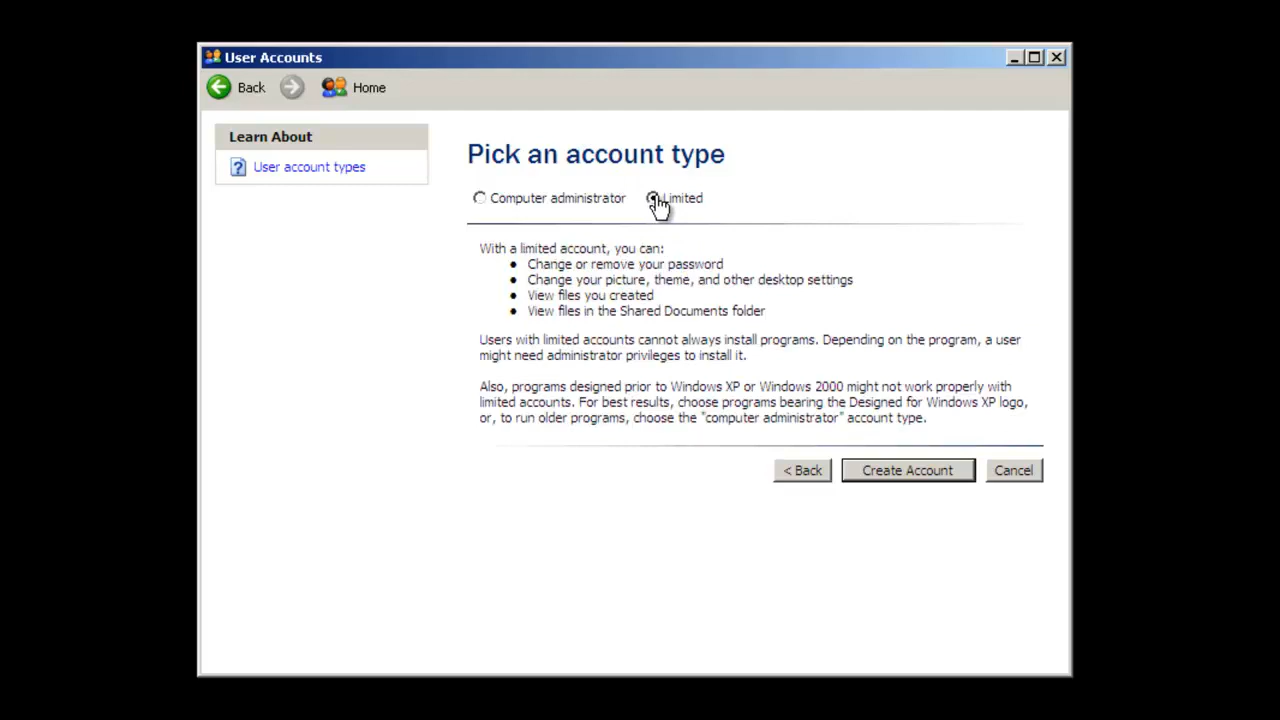 User Accounts
Back
Home
Learn About
? User account types
Pick an account type
Computer administrator
Limited
With a limited account, you can:
• Change or remove your password
• Change your picture, theme, and other desktop settings
• View files you created
• View files in the Shared Documents folder
Users with limited accounts cannot always install programs. Depending on the program, a user
might need administrator privileges to install it.
Also, programs designed prior to Windows XP or Windows 2000 might not work properly with
limited accounts. For best results, choose programs bearing the Designed for Windows XP logo,
or, to run older programs, choose the "computer administrator" account type.
< Back
Create Account
Cancel